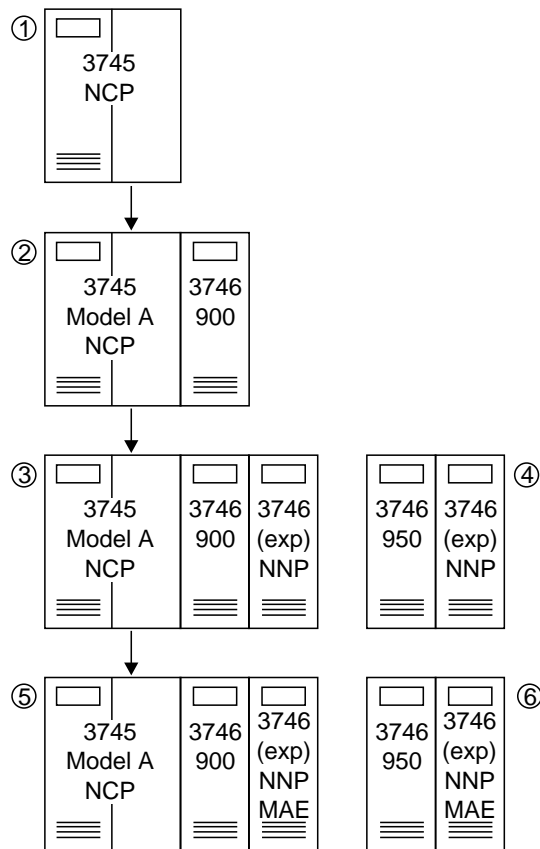 ①
3745
NCP
②
3745
Model A
NCP
3746
900
③
3745
Model A
NCP
3746
900
3746
(exp)
NNP
④
3746
950
3746
(exp)
NNP
⑤
3745
Model A
NCP
3746
900
3746
(exp)
NNP
MAE
⑥
3746
950
3746
(exp)
NNP
MAE